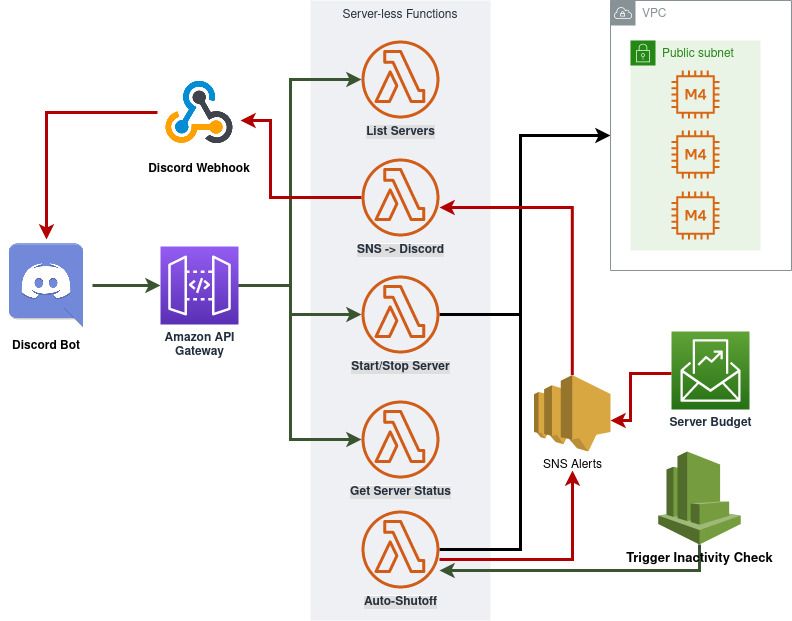 Server-less Functions
VPC
Public subnet
M4
M4
M4
List Servers
Discord Webhook
SNS -> Discord
Discord Bot
Amazon API
Gateway
Start/Stop Server
Server Budget
SNS Alerts
Get Server Status
Trigger Inactivity Check
Auto-Shutoff